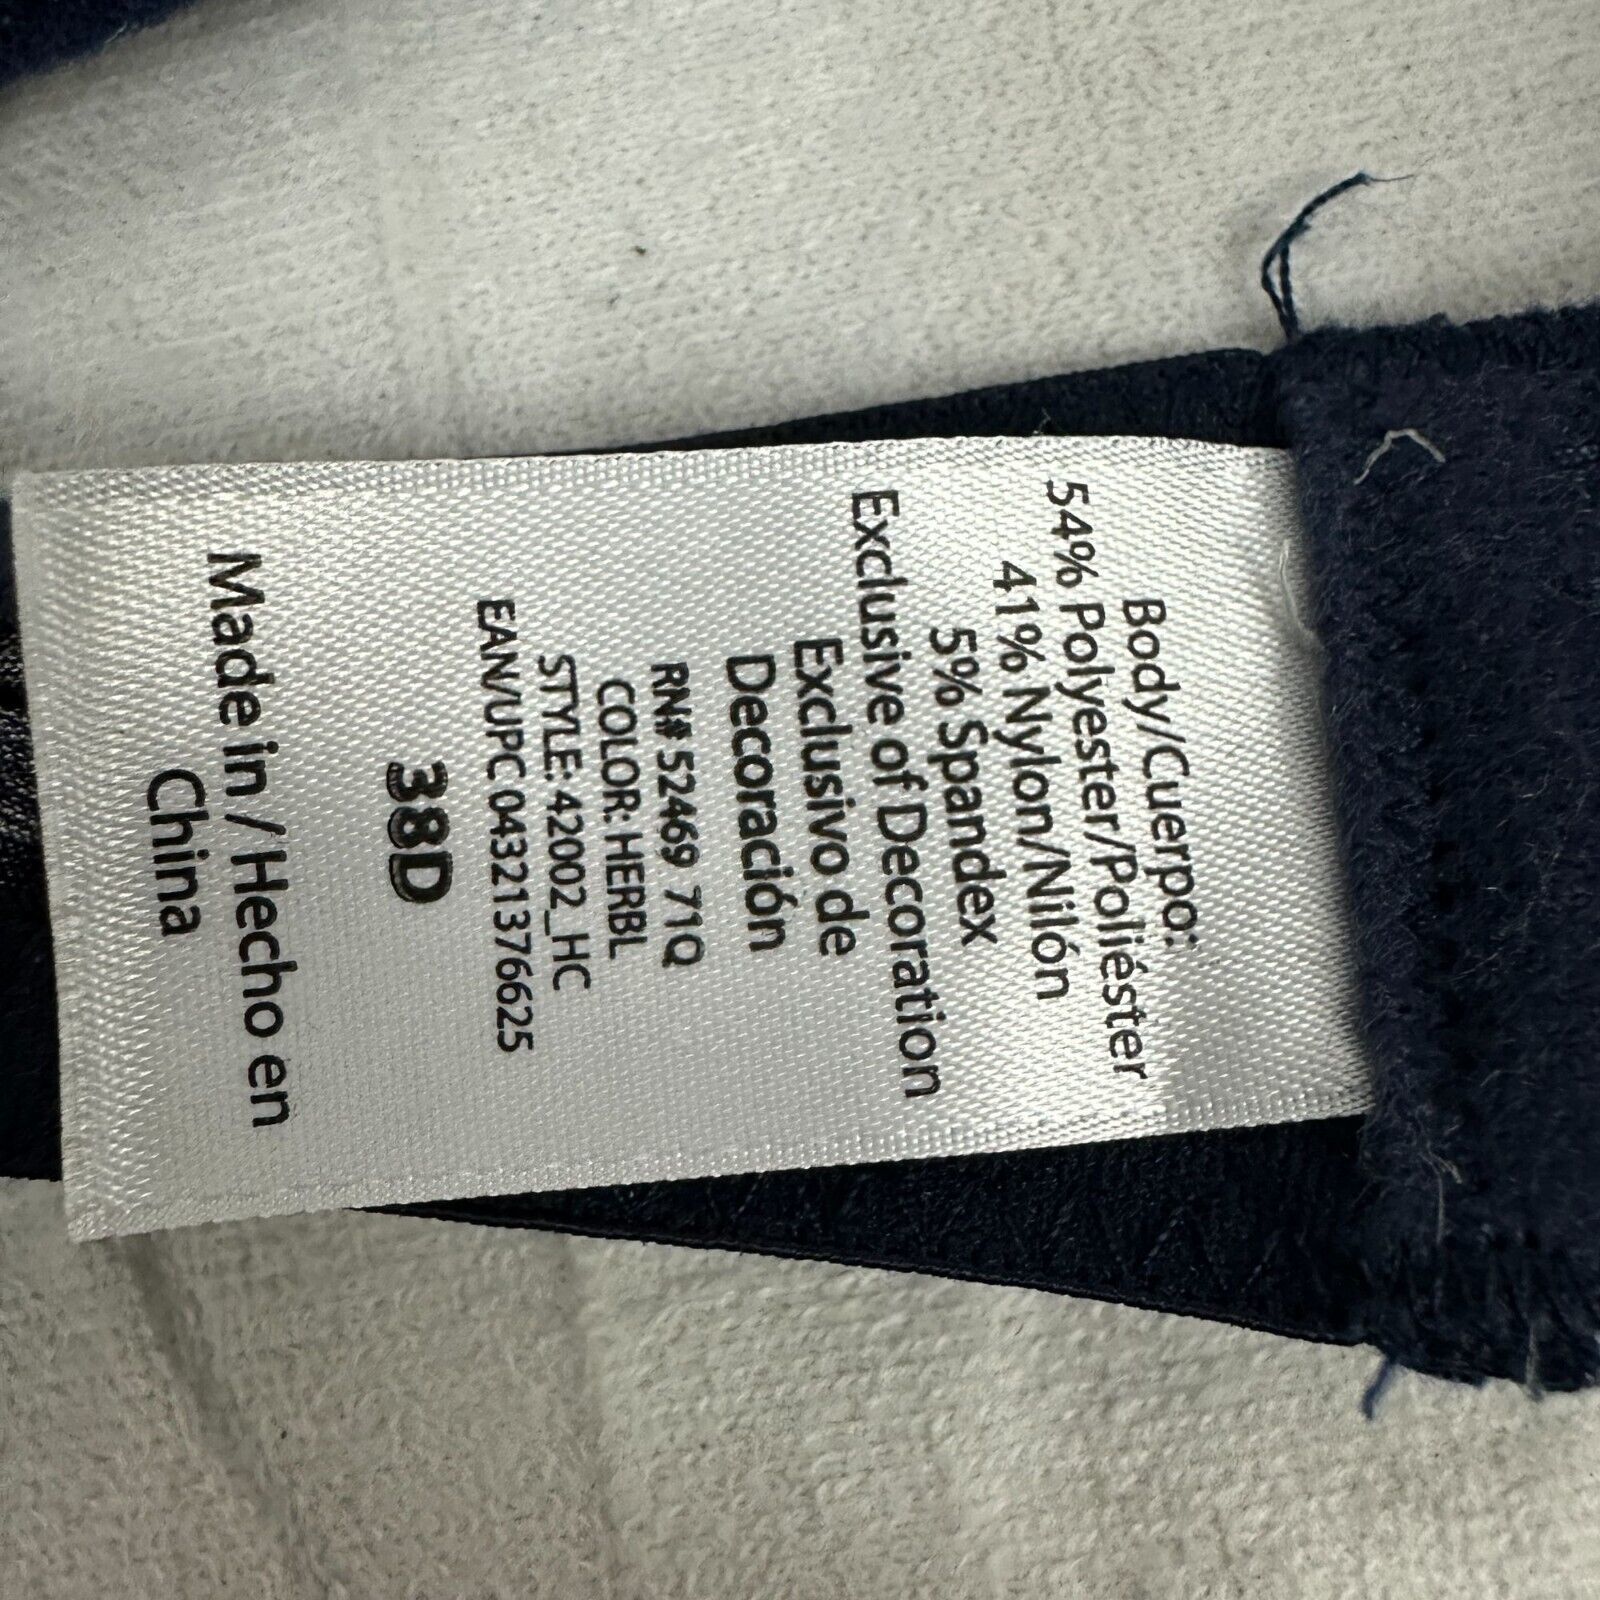 Body/Cuerpo:
54% Polyester/Poliéster
41% Nylon/Nilón
5% Spandex
Exclusive of Decoration
Exclusivo de
Decoración
RN# 52469 71Q
COLOR: HERBL
STYLE: 42002_HC
EAN/UPC 04321376625
38D
Made in / Hecho en
China